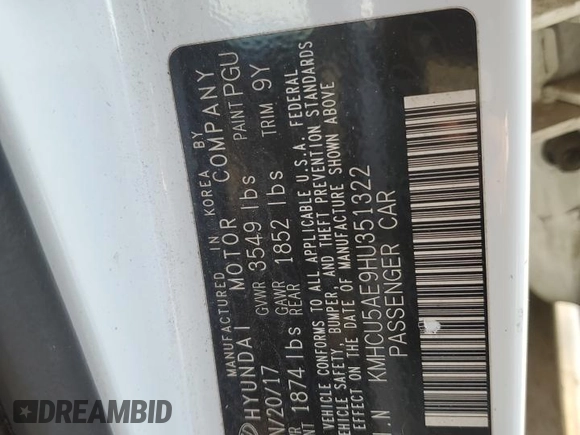 MANUFACTURED IN KOREA BY
HYUNDAI MOTOR COMPANY
/20/17 GVWR 3549 lbs PAINT PGU
GAWR
1874 lbs REAR 1852 lbs TRIM 9Y
VEHICLE CONFORMS TO ALL APPLICABLE U.S.A. FEDERAL
VEHICLE SAFETY, BUMPER, AND THEFT PREVENTION STANDARDS
EFFECT ON THE DATE OF MANUFACTURE SHOWN ABOVE
I.N KMHCU5AE9HU351322
PASSENGER CAR
DREAMBID